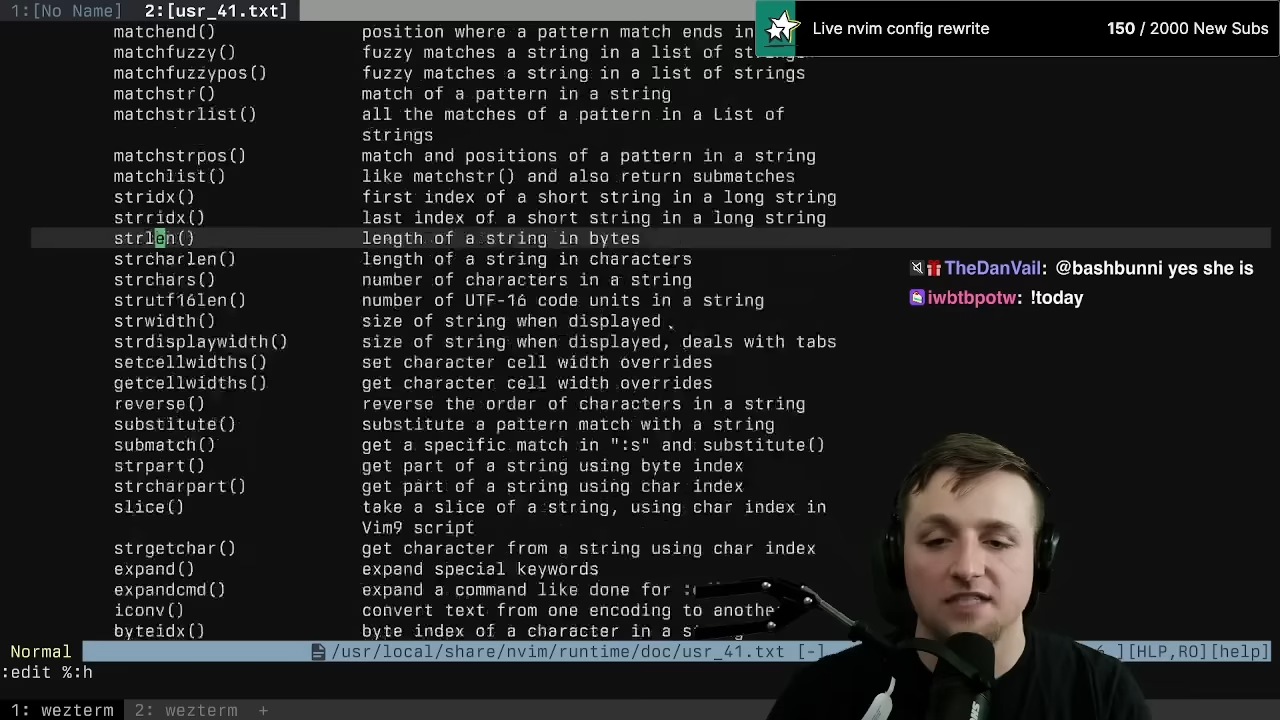 1:[No Name]  2:[usr_41.txt]
Live nvim config rewrite 150 / 2000 New Subs
matchend() position where a pattern match ends in
matchfuzzy() fuzzy matches a string in a list of strings
matchfuzzypos() fuzzy matches a string in a list of strings
matchstr() match of a pattern in a string
matchstrlist() all the matches of a pattern in a List of
strings
matchstrpos() match and positions of a pattern in a string
matchlist() like matchstr() and also return submatches
stridx() first index of a short string in a long string
strridx() last index of a short string in a long string
strlen() length of a string in bytes
strcharlen() length of a string in characters
strchars() number of characters in a string
strutf16len() number of UTF-16 code units in a string
strwidth() size of string when displayed
strdisplaywidth() size of string when displayed, deals with tabs
setcellwidths() set character cell width overrides
getcellwidths() get character cell width overrides
reverse() reverse the order of characters in a string
substitute() substitute a pattern match with a string
submatch() get a specific match in ":s" and substitute()
strpart() get part of a string using byte index
strcharpart() get part of a string using char index
slice() take a slice of a string, using char index in
Vim9 script
strgetchar() get character from a string using char index
expand() expand special keywords
expandcmd() expand a command like done for
iconv() convert text from one encoding to another
byteidx() byte index of a character in a
TheDanVail: @bashbunni yes she is
iwbtbpotw: !today
Normal /usr/local/share/nvim/runtime/doc/usr_41.txt [-] ][HLP,RO][help]
:edit %:h
1: wezterm  2: wezterm  +